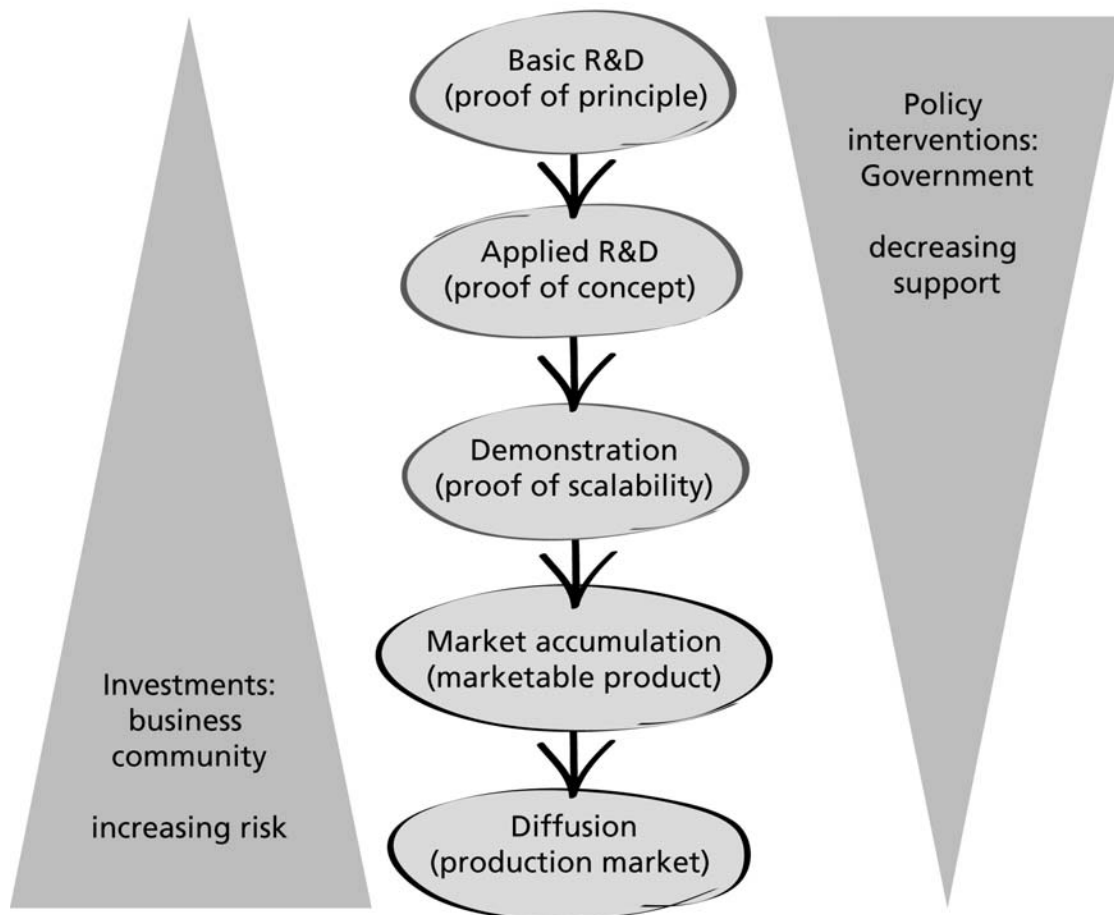 Basic R&D
(proof of principle)
Policy
interventions:
Government
decreasing
support
Applied R&D
(proof of concept)
Demonstration
(proof of scalability)
Market accumulation
(marketable product)
Investments:
business
community
increasing risk
Diffusion
(production market)